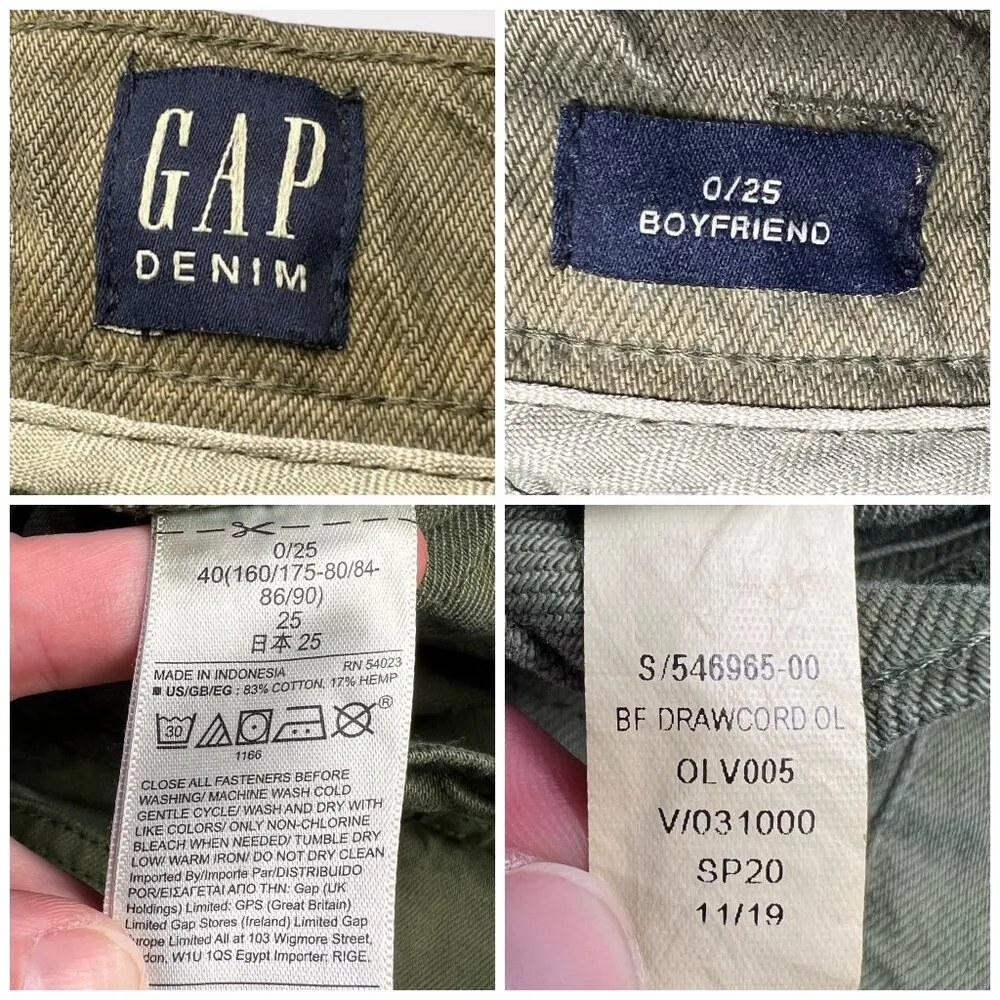 GAP
DENIM
0/25
BOYFRIEND
0/25
40(160/175-80/84-
86/90)
25
日本 25
RN 54023
MADE IN INDONESIA
US/GB/EG : 83% COTTON. 17% HEMP
30
®
1166
CLOSE ALL FASTENERS BEFORE
WASHING/ MACHINE WASH COLD
GENTLE CYCLE/ WASH AND DRY WITH
LIKE COLORS/ ONLY NON-CHLORINE
BLEACH WHEN NEEDED/ TUMBLE DRY
LOW/ WARM IRON/ DO NOT DRY CLEAN
Imported By/Importe Par/DISTRIBUIDO
POR/ΕΙΣΑΓΕΤΑΙ ΑΠΟ ΤΗΝ: Gap (UK
Holdings) Limited: GPS (Great Britain)
Limited Gap Stores (Ireland) Limited Gap
urope Limited All at 103 Wigmore Street,
don, W1U 1QS Egypt Importer: RIGE,
S/546965-00
BF DRAWCORD OL
OLV005
V/031000
SP20
11/19